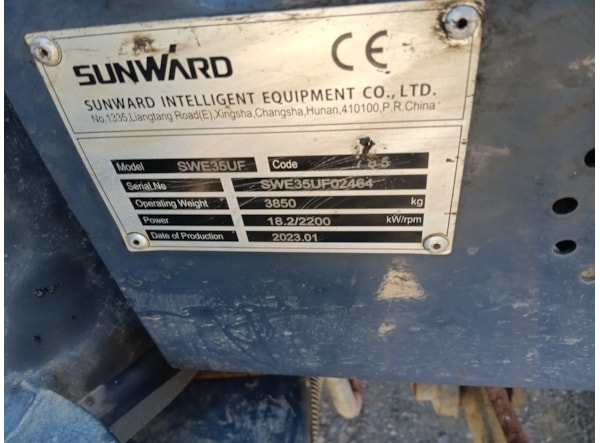 SUNWARD CE
SUNWARD INTELLIGENT EQUIPMENT CO., LTD.
No.1335,Liangtang Road(E),Xingsha,Changsha,Hunan,410100,P.R.China
Model SWE35UF Code
Serial.No SWE35UF02464
Operating Weight 3850 kg
Power 18.2/2200 kW/rpm
Date of Production 2023.01